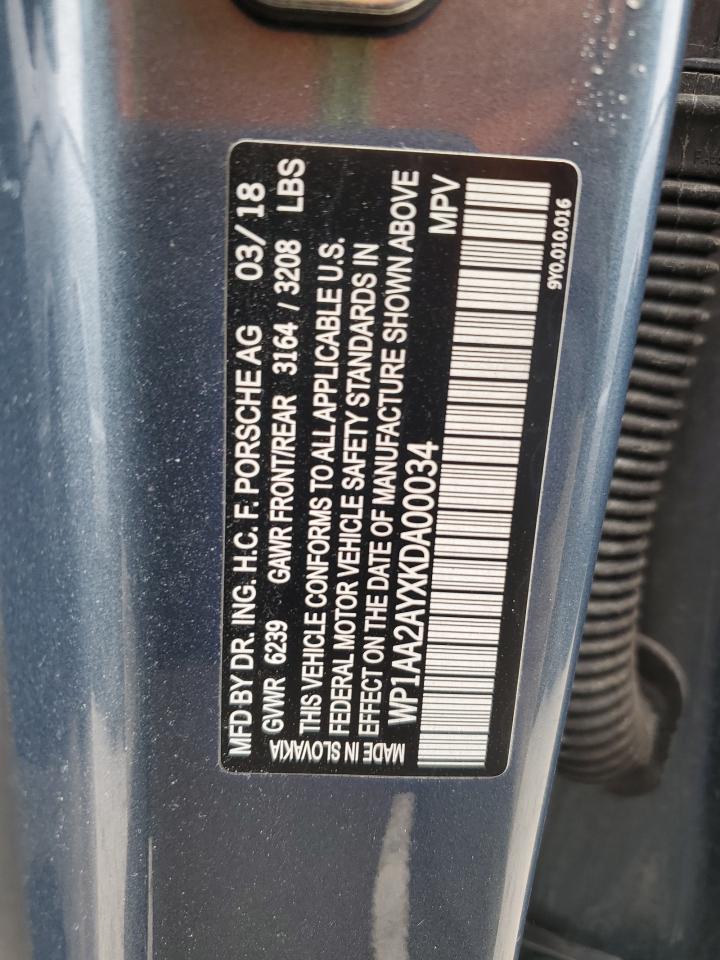 MFD BY DR. ING. H.C. F. PORSCHE AG 03/18
GVWR 6239 GAWR FRONT/REAR 3164 / 3208 LBS
THIS VEHICLE CONFORMS TO ALL APPLICABLE U.S.
FEDERAL MOTOR VEHICLE SAFETY STANDARDS IN
EFFECT ON THE DATE OF MANUFACTURE SHOWN ABOVE
MADE IN SLOVAKIA WP1AA2AYXKDA00034 MPV
9Y0.010.016